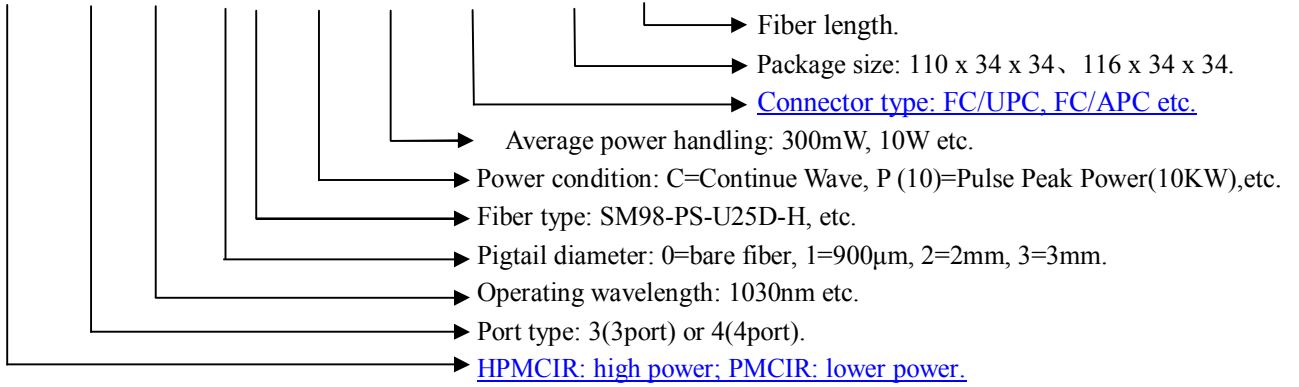 Fiber length.
Package size: 110 x 34 x 34、116 x 34 x 34.
Connector type: FC/UPC, FC/APC etc.
Average power handling: 300mW, 10W etc.
Power condition: C=Continue Wave, P (10)=Pulse Peak Power(10KW),etc.
Fiber type: SM98-PS-U25D-H, etc.
Pigtail diameter: 0=bare fiber, 1=900μm, 2=2mm, 3=3mm.
Operating wavelength: 1030nm etc.
Port type: 3(3port) or 4(4port).
HPMCIR: high power; PMCIR: lower power.